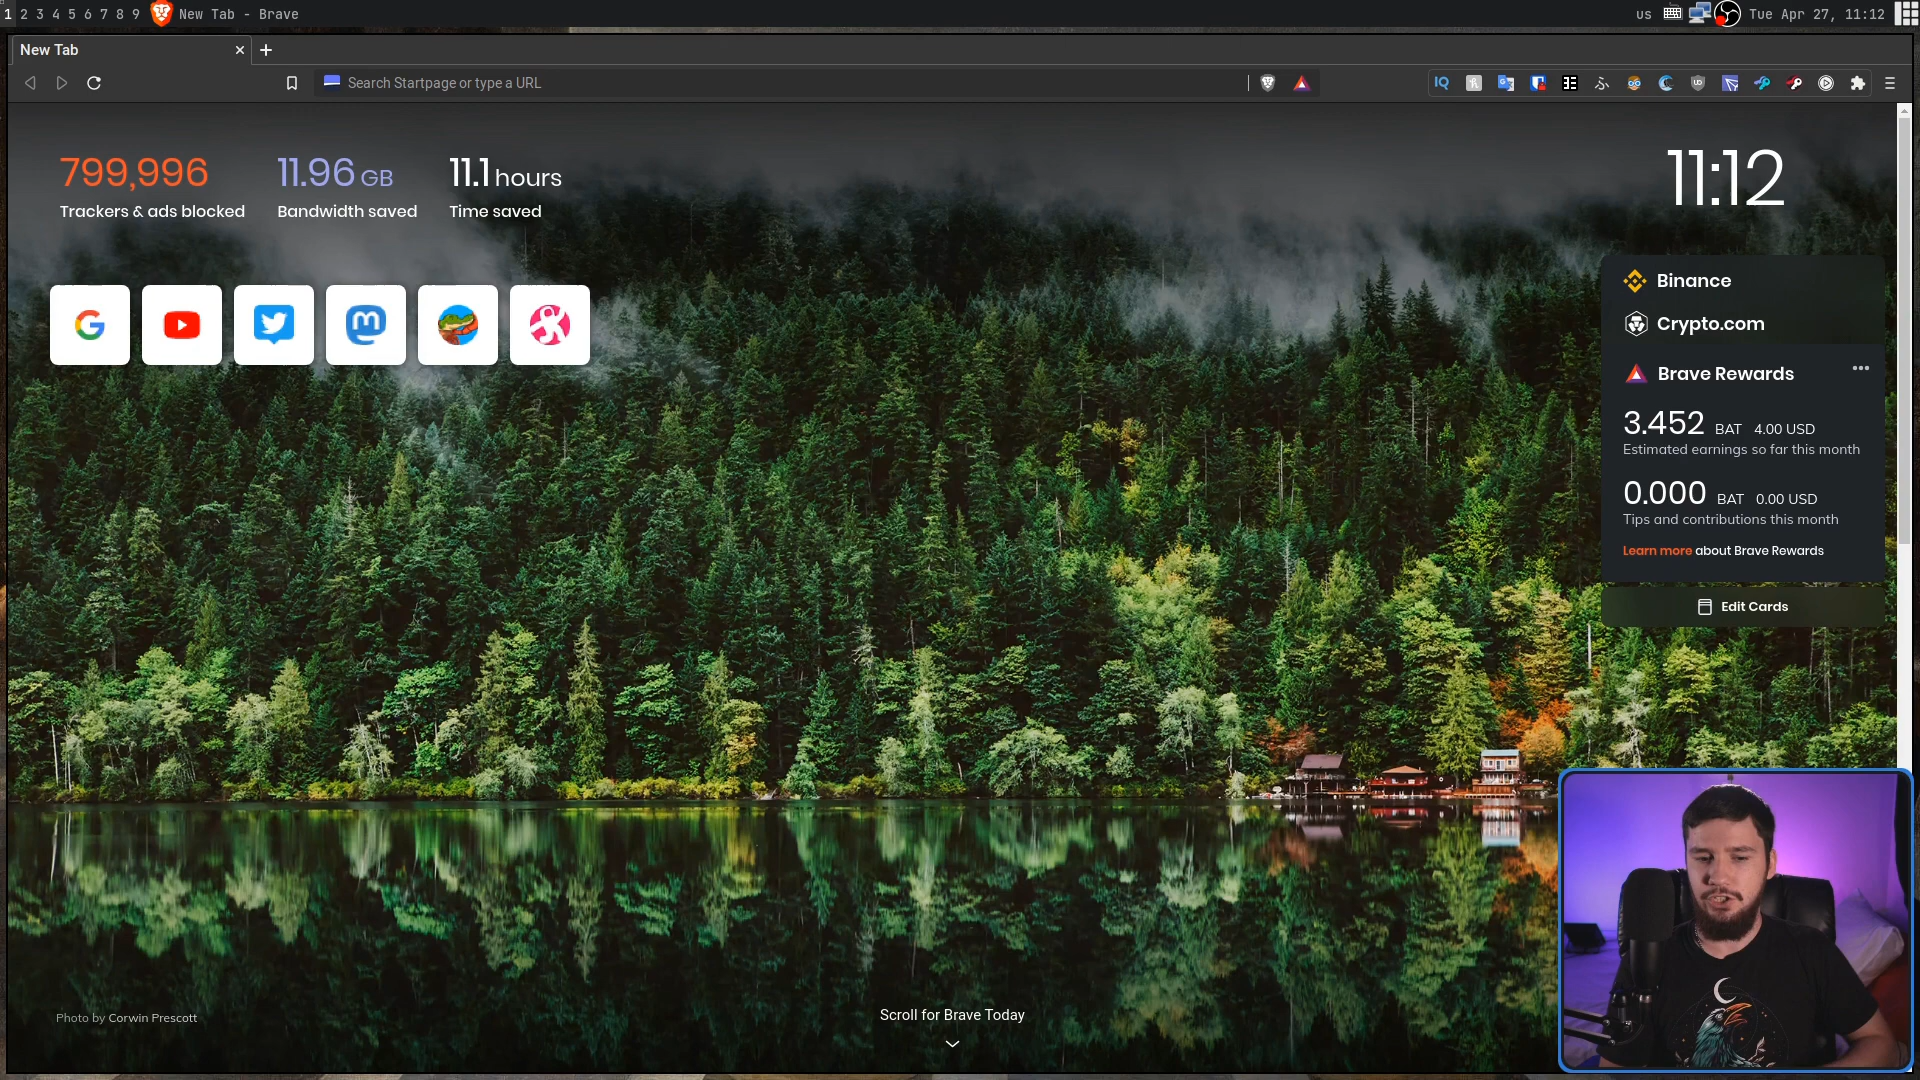 1 2 3 4 5 6 7 8 9 New Tab - Brave us Tue Apr 27, 11:12
New Tab
Search Startpage or type a URL
799,996
Trackers & ads blocked
11.96 GB
Bandwidth saved
11.1 hours
Time saved
11:12
Binance
Crypto.com
Brave Rewards
3.452 BAT 4.00 USD
Estimated earnings so far this month
0.000 BAT 0.00 USD
Tips and contributions this month
Learn more about Brave Rewards
Edit Cards
Photo by Corwin Prescott
Scroll for Brave Today